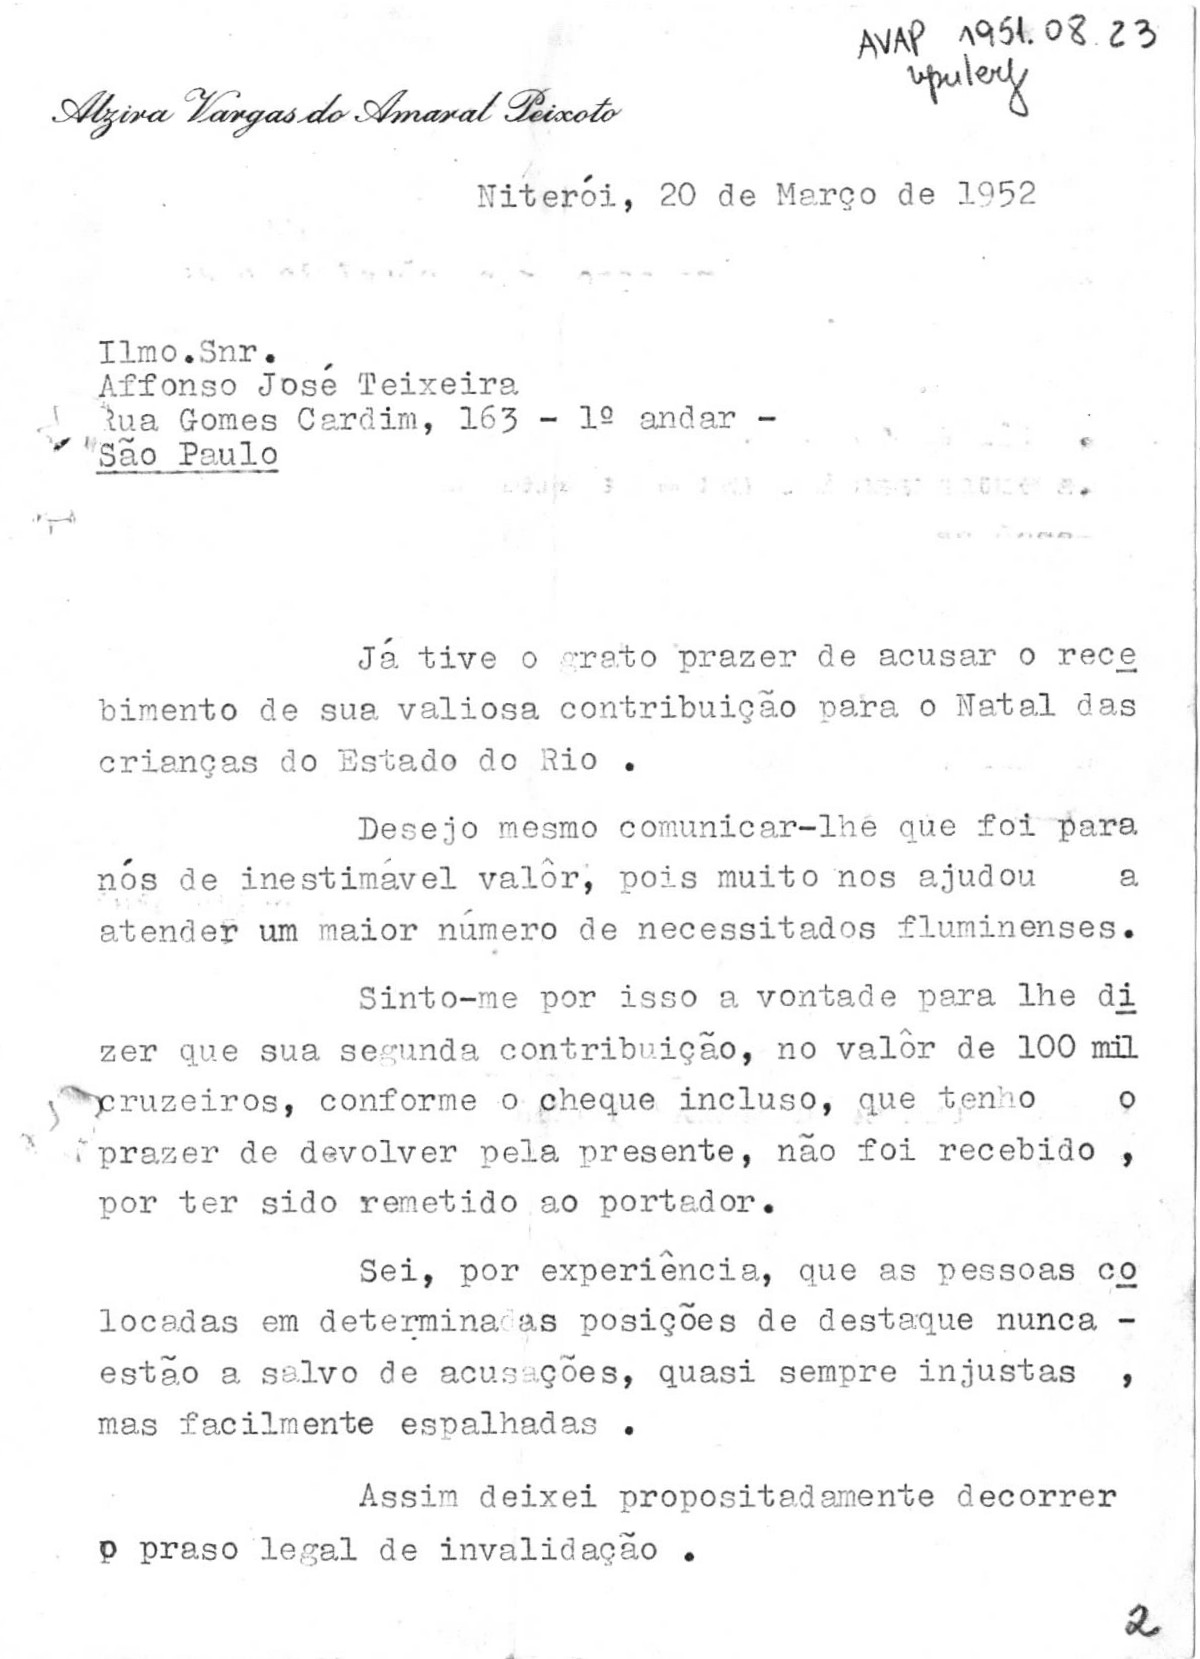 AVAP 1951.08.23
Alzira Vargas do Amaral Peixoto
Niterói, 20 de Março de 1952
Ilmo.Snr.
Affonso José Teixeira
Rua Gomes Cardim, 163 - 1º andar -
São Paulo
Já tive o grato prazer de acusar o rece
bimento de sua valiosa contribuição para o Natal das
crianças do Estado do Rio .
Desejo mesmo comunicar-lhe que foi para
nós de inestimável valôr, pois muito nos ajudou a
atender um maior número de necessitados fluminenses.
Sinto-me por isso a vontade para lhe di
zer que sua segunda contribuição, no valôr de 100 mil
cruzeiros, conforme o cheque incluso, que tenho o
prazer de devolver pela presente, não foi recebido ,
por ter sido remetido ao portador.
Sei, por experiência, que as pessoas co
locadas em determinadas posições de destaque nunca -
estão a salvo de acusações, quasi sempre injustas ,
mas facilmente espalhadas .
Assim deixei propositadamente decorrer
o praso legal de invalidação .
2